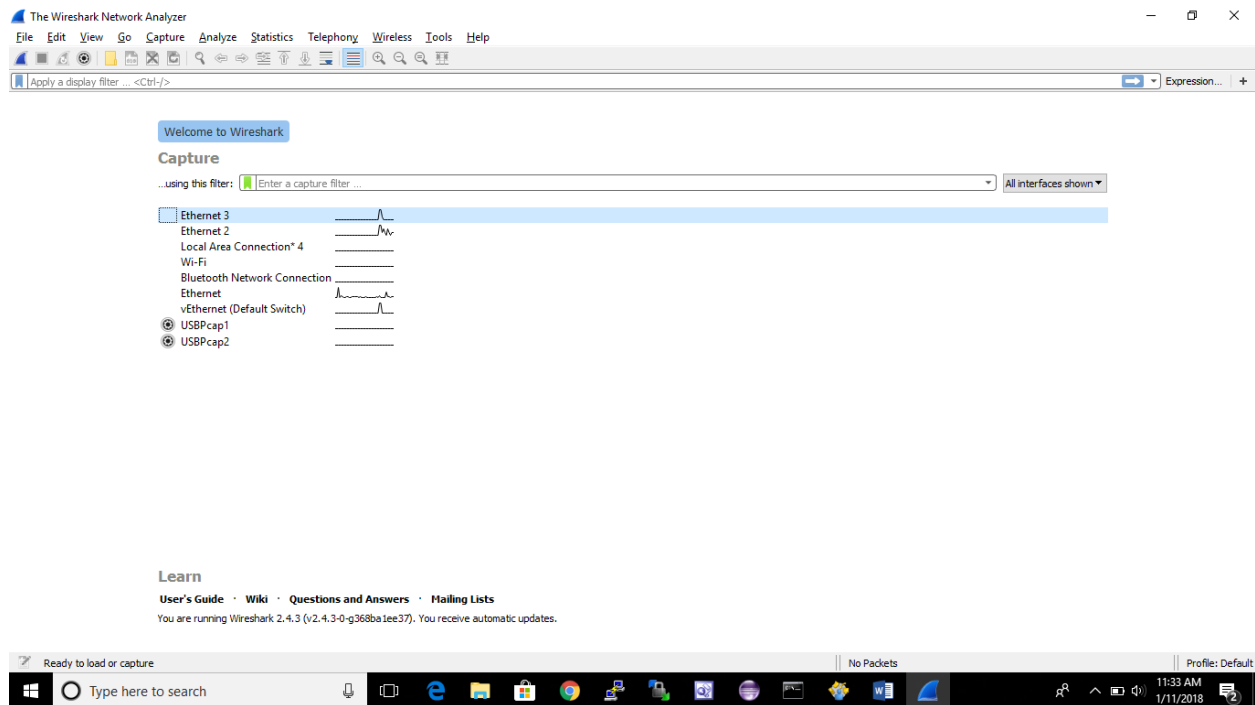 The Wireshark Network Analyzer
File Edit View Go Capture Analyze Statistics Telephony Wireless Tools Help
Apply a display filter ... <Ctrl-/>
Expression... +
Welcome to Wireshark
Capture
...using this filter: Enter a capture filter ... All interfaces shown
Ethernet 3
Ethernet 2
Local Area Connection* 4
Wi-Fi
Bluetooth Network Connection
Ethernet
vEthernet (Default Switch)
USBPcap1
USBPcap2
Learn
User's Guide · Wiki · Questions and Answers · Mailing Lists
You are running Wireshark 2.4.3 (v2.4.3-0-g368ba1ee37). You receive automatic updates.
Ready to load or capture No Packets Profile: Default
Type here to search
11:33 AM
1/11/2018
2